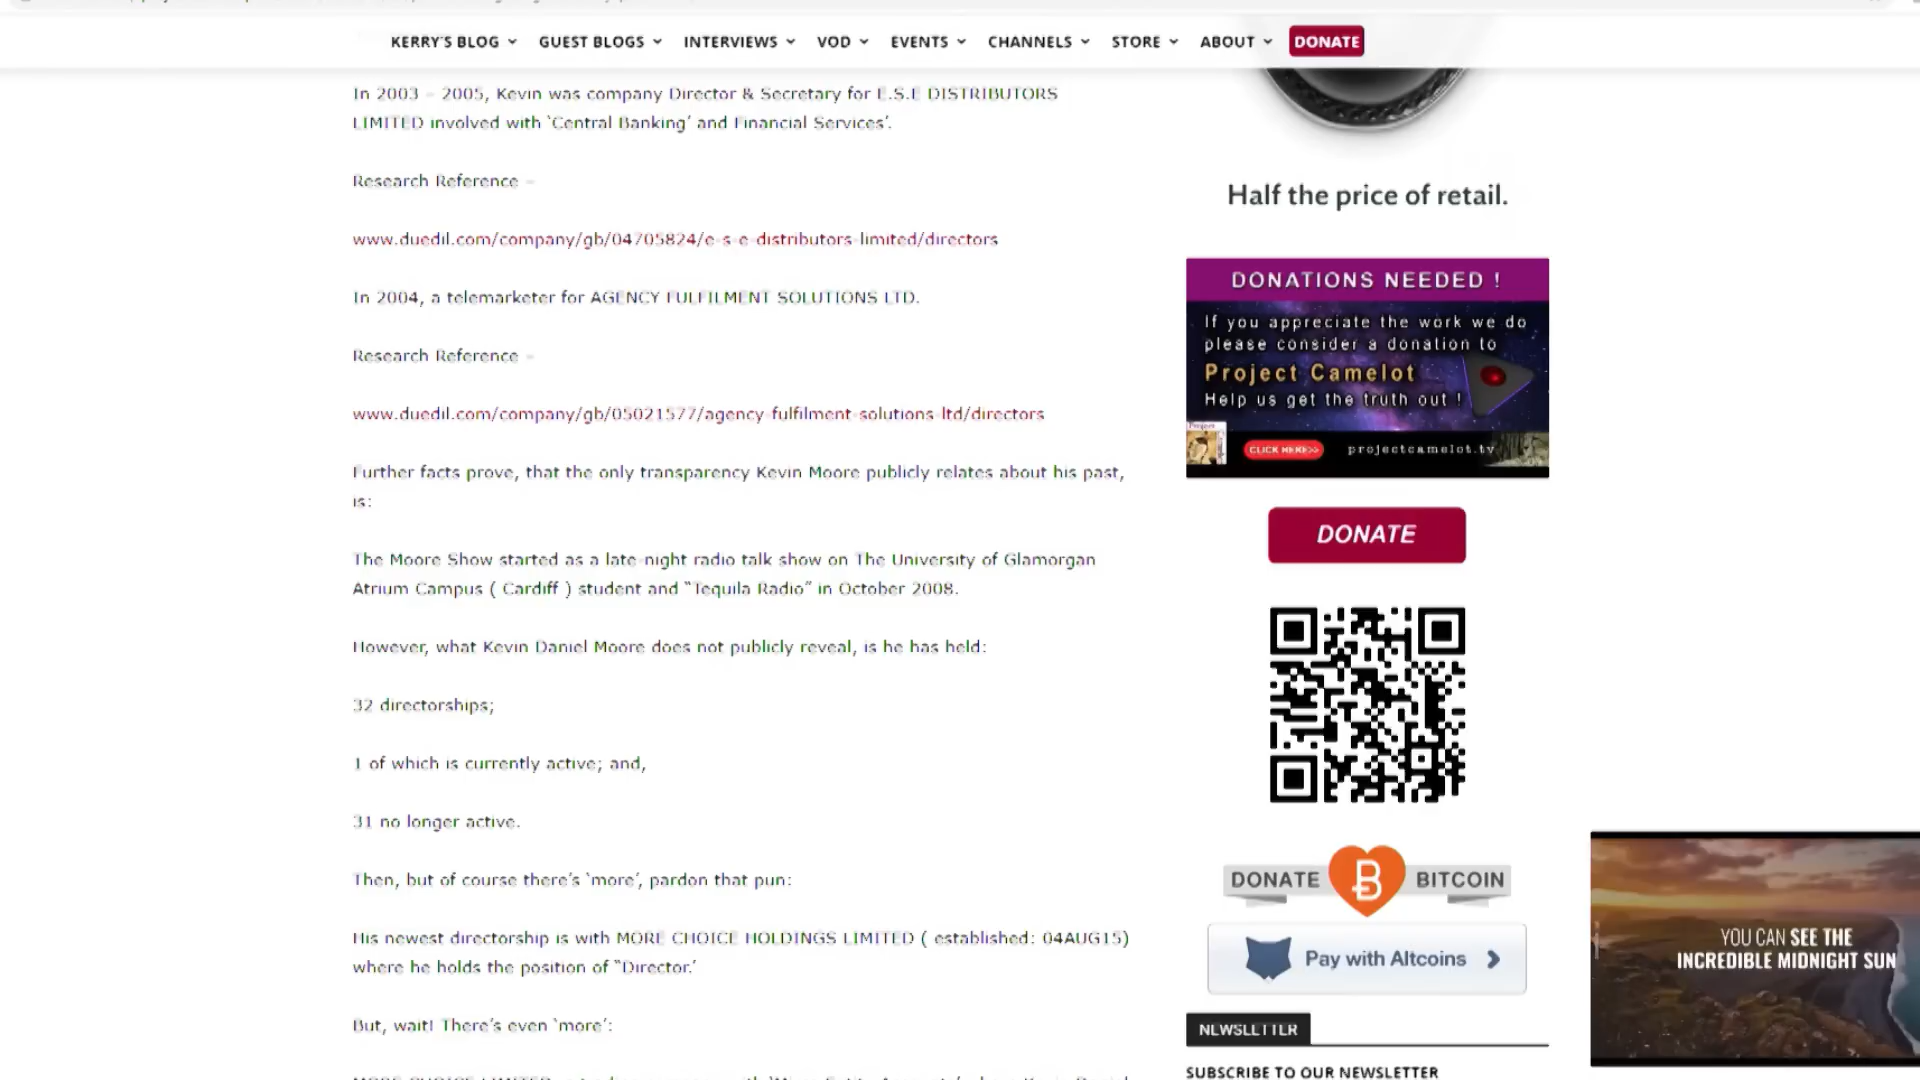 KERRY'S BLOG GUEST BLOGS INTERVIEWS VOD EVENTS CHANNELS STORE ABOUT DONATE
In 2003 – 2005, Kevin was company Director & Secretary for E.S.E DISTRIBUTORS
LIMITED involved with 'Central Banking' and Financial Services'.
Research Reference –
www.duedil.com/company/gb/04705824/e-s-e-distributors-limited/directors
In 2004, a telemarketer for AGENCY FULFILMENT SOLUTIONS LTD.
Research Reference –
www.duedil.com/company/gb/05021577/agency-fulfilment-solutions-ltd/directors
Further facts prove, that the only transparency Kevin Moore publicly relates about his past,
is:
The Moore Show started as a late-night radio talk show on The University of Glamorgan
Atrium Campus ( Cardiff ) student and "Tequila Radio" in October 2008.
However, what Kevin Daniel Moore does not publicly reveal, is he has held:
32 directorships;
1 of which is currently active; and,
31 no longer active.
Then, but of course there's 'more', pardon that pun:
His newest directorship is with MORE CHOICE HOLDINGS LIMITED ( established: 04AUG15)
where he holds the position of "Director.'
But, wait! There's even 'more':
Half the price of retail.
DONATIONS NEEDED !
If you appreciate the work we do
please consider a donation to
Project Camelot
Help us get the truth out !
Project
CLICK HERE>> projectcamelot.tv
DONATE
DONATE BITCOIN
Pay with Altcoins
NEWSLETTER
SUBSCRIBE TO OUR NEWSLETTER
YOU CAN SEE THE
INCREDIBLE MIDNIGHT SUN